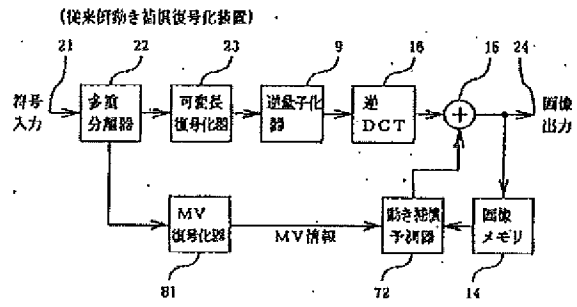 (従来的動き補償復号化装置)
21
22
23
9
16
15
24
符号
入力
多重
分離器
可変長
復号化器
逆量子化
器
逆
DCT
+
画像
出力
MV
復号化器
MV情報
動き補償
予測器
画像
メモリ
81
72
14